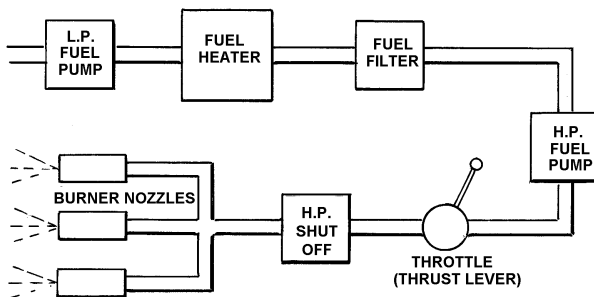 L.P.
FUEL
PUMP
FUEL
HEATER
FUEL
FILTER
H.P.
FUEL
PUMP
THROTTLE
(THRUST LEVER)
H.P.
SHUT
OFF
BURNER NOZZLES